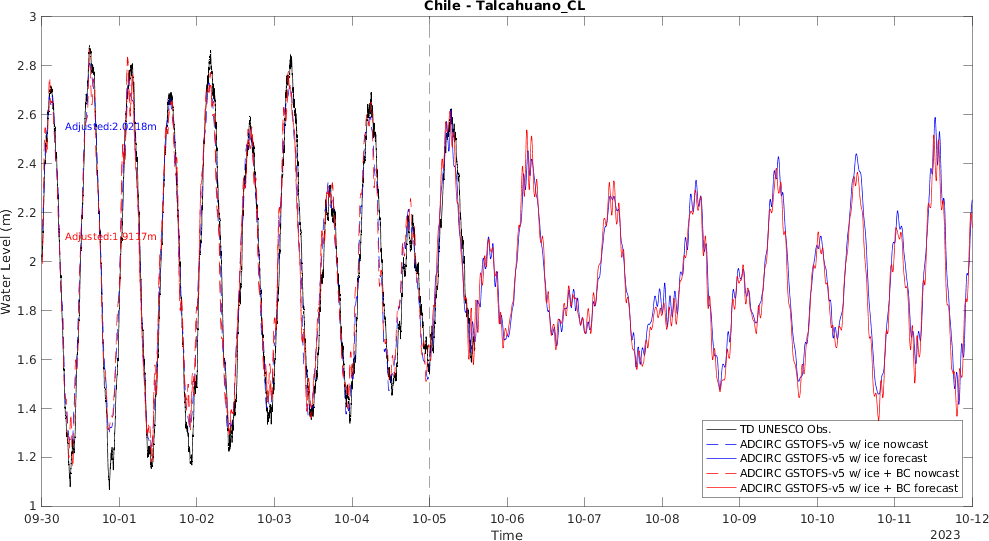 Chile - Talcahuano_CL
3
2.8
2.6
2.4
2.2
2
1.8
1.6
1.4
1.2
1
Water Level (m)
Adjusted:2.0218m
Adjusted:1.9117m
TD UNESCO Obs.
ADCIRC GSTOFS-v5 w/ ice nowcast
ADCIRC GSTOFS-v5 w/ ice forecast
ADCIRC GSTOFS-v5 w/ ice + BC nowcast
ADCIRC GSTOFS-v5 w/ ice + BC forecast
09-30 10-01 10-02 10-03 10-04 10-05 10-06 10-07 10-08 10-09 10-10 10-11 10-12
Time
2023